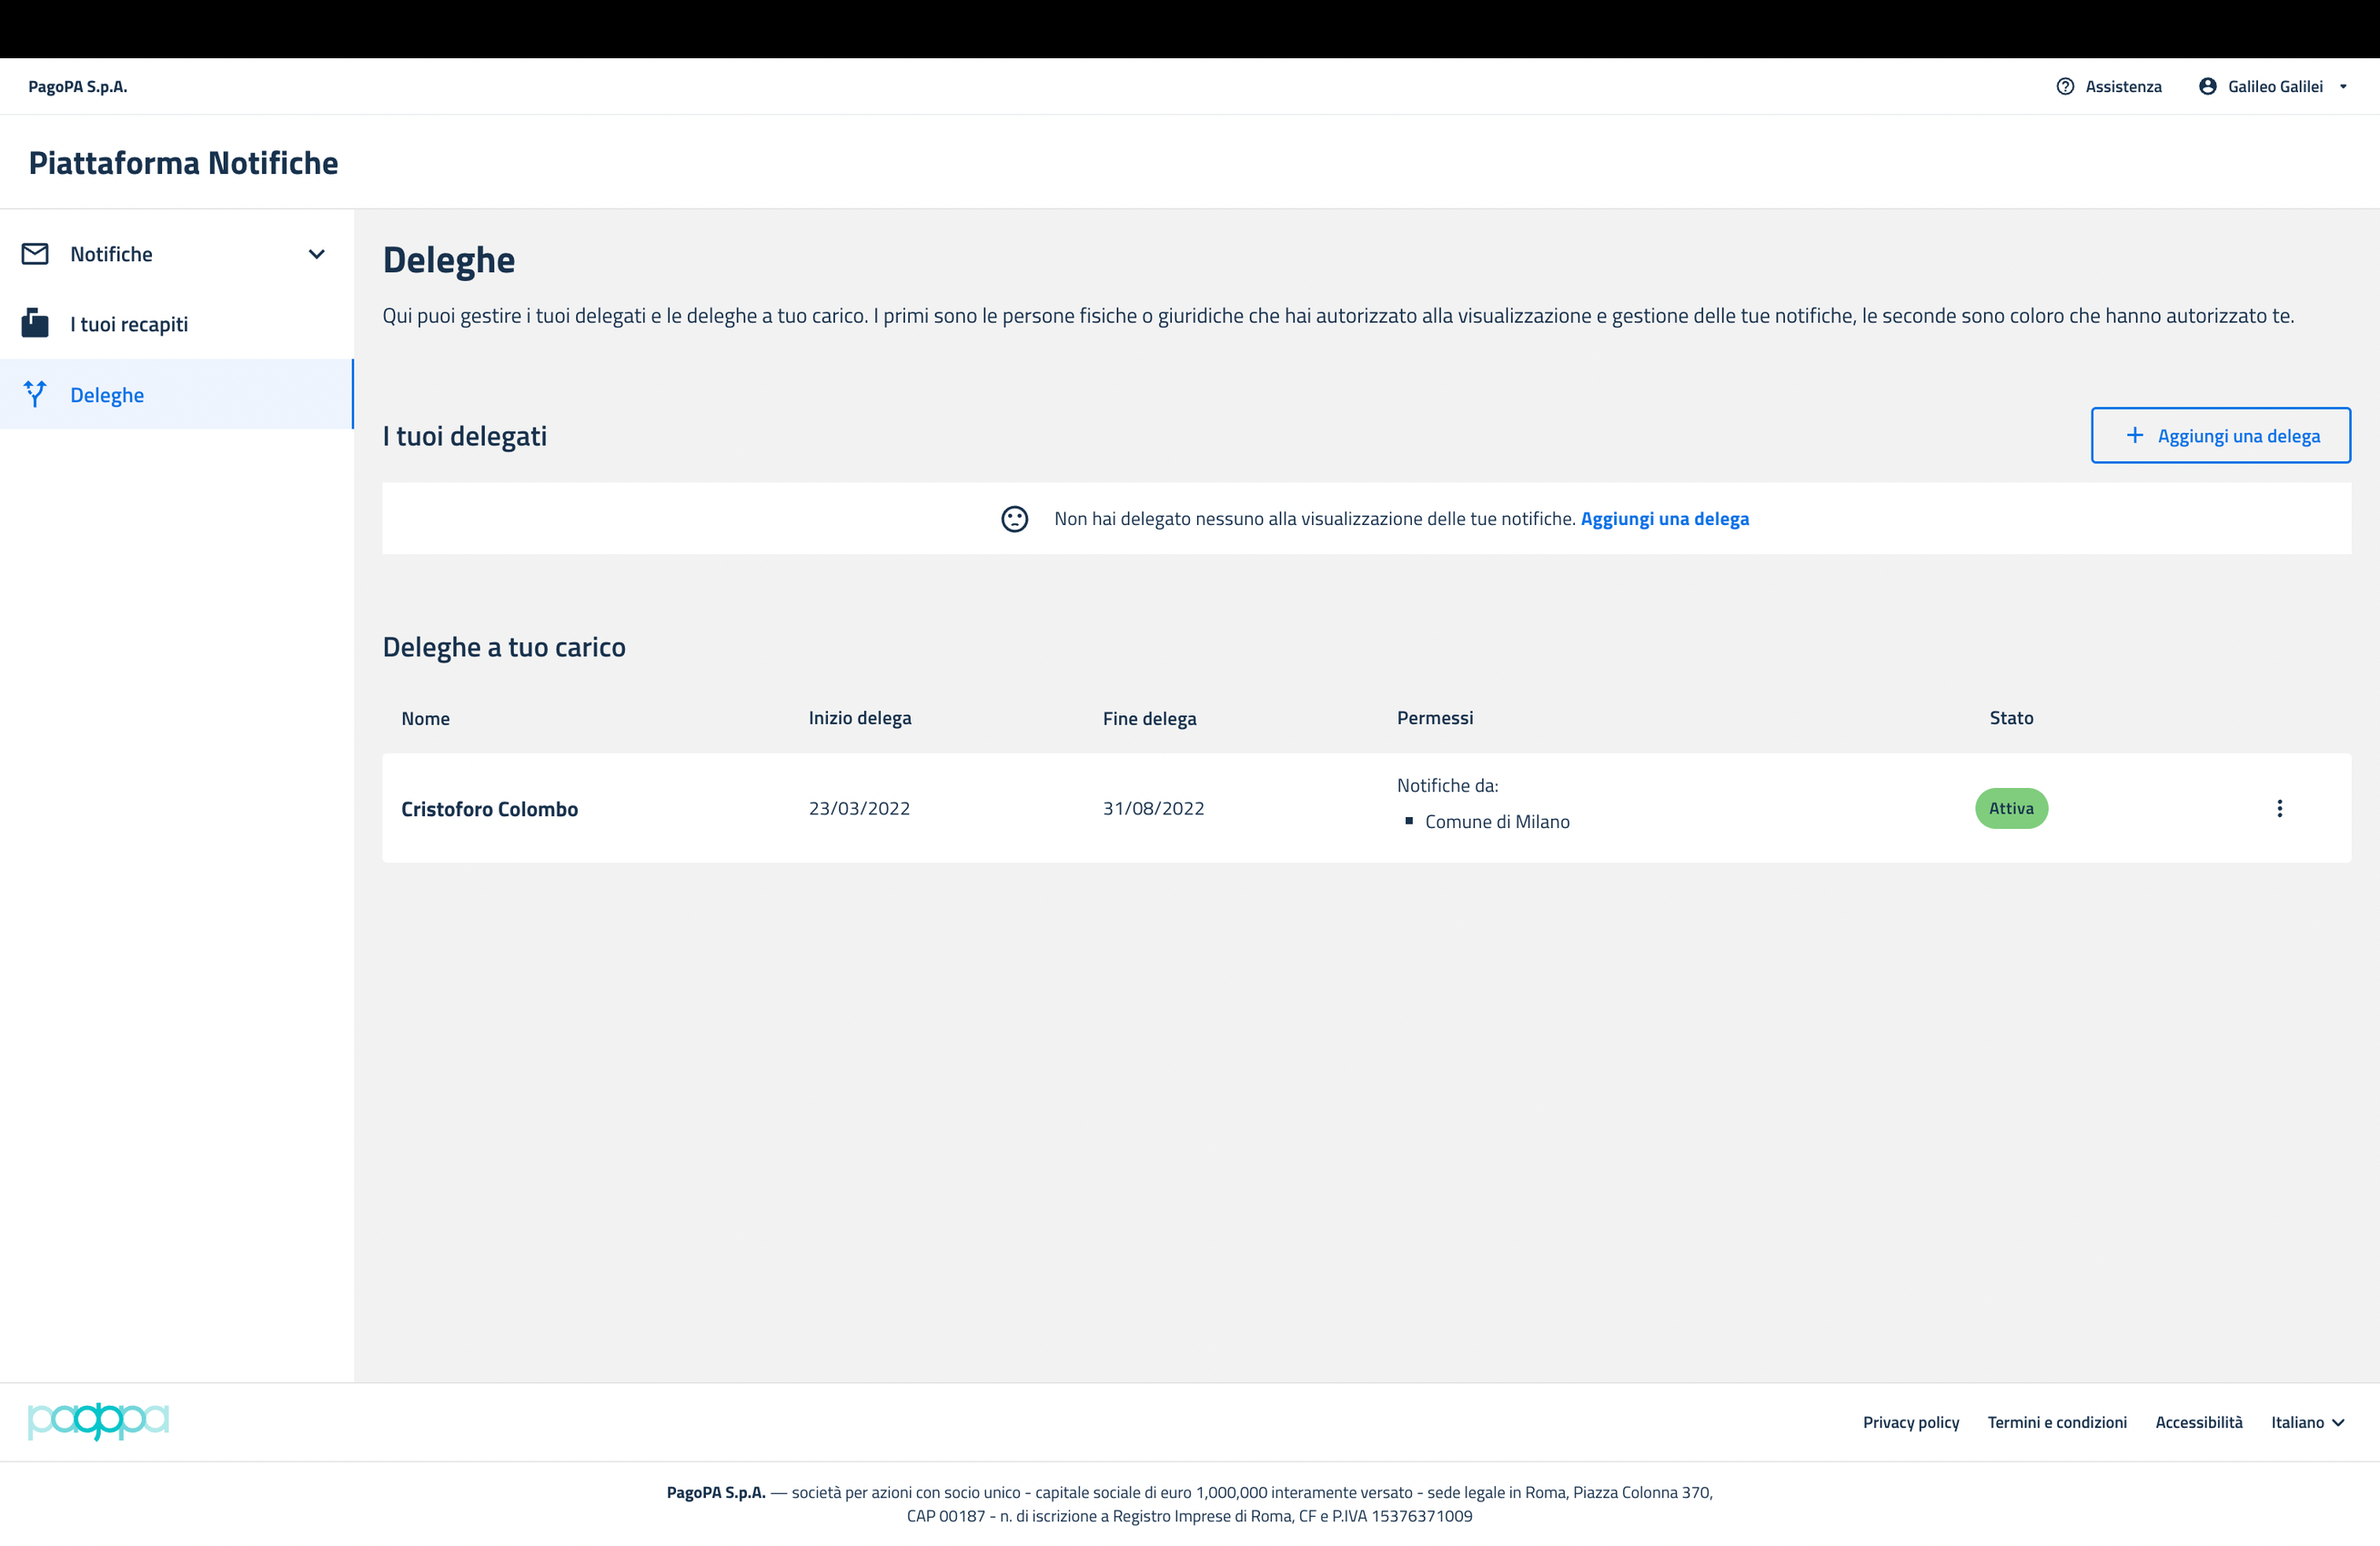 PagoPA S.p.A.
Assistenza
Galileo Galilei
Piattaforma Notifiche
Notifiche
I tuoi recapiti
Deleghe
Deleghe
Qui puoi gestire i tuoi delegati e le deleghe a tuo carico. I primi sono le persone fisiche o giuridiche che hai autorizzato alla visualizzazione e gestione delle tue notifiche, le seconde sono coloro che hanno autorizzato te.
I tuoi delegati
Aggiungi una delega
Non hai delegato nessuno alla visualizzazione delle tue notifiche. Aggiungi una delega
Deleghe a tuo carico
Nome Inizio delega Fine delega Permessi Stato
Notifiche da:
Cristoforo Colombo 23/03/2022 31/08/2022 Attiva
▪ Comune di Milano
pagopa
Privacy policy Termini e condizioni Accessibilità Italiano
PagoPA S.p.A. — società per azioni con socio unico - capitale sociale di euro 1,000,000 interamente versato - sede legale in Roma, Piazza Colonna 370,
CAP 00187 - n. di iscrizione a Registro Imprese di Roma, CF e P.IVA 15376371009